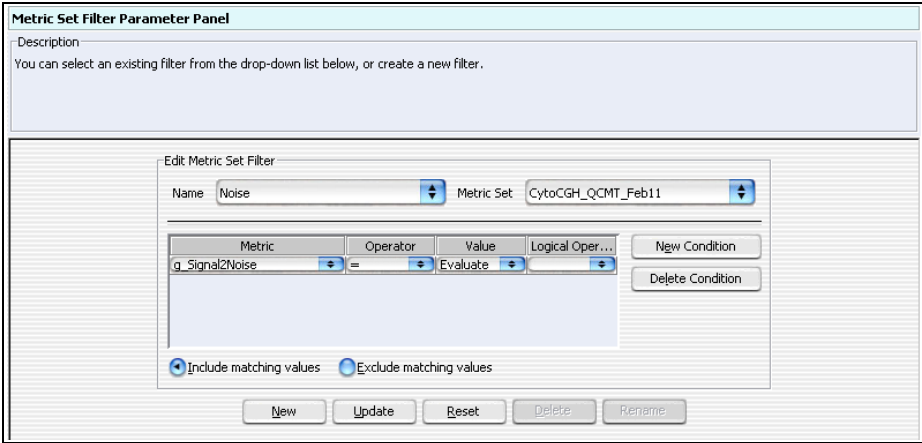 Metric Set Filter Parameter Panel
Description
You can select an existing filter from the drop-down list below, or create a new filter.
Edit Metric Set Filter
Name Noise Metric Set CytoCGH_QCMT_Feb11
Metric Operator Value Logical Oper... New Condition
g_Signal2Noise = Evaluate
Delete Condition
Include matching values Exclude matching values
New Update Reset Delete Rename